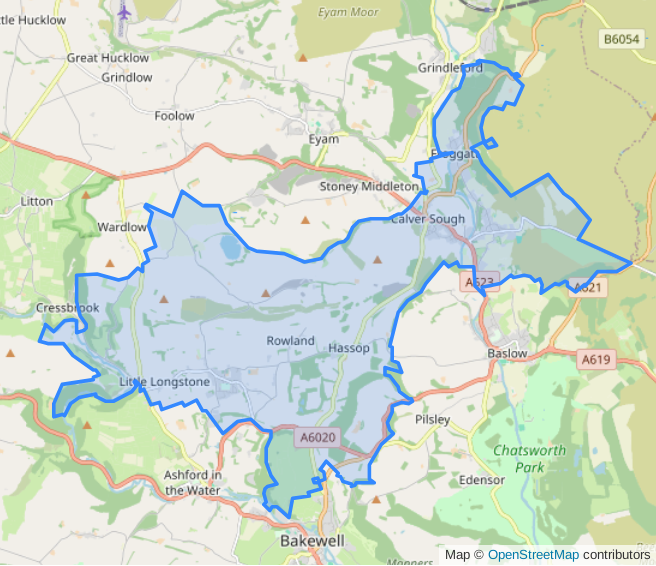 ttle Hucklow
Eyam Moor
B6054
Great Hucklow
Grindlow
Grindleford
Foolow
Eyam
Froggatt
Stoney Middleton
Litton
Wardlow
Calver Sough
A623
A621
Cressbrook
Rowland
Hassop
Baslow
A619
Little Longstone
Pilsley
A6020
Chatsworth
Park
Ashford in
the Water
Edensor
Bakewell
Map © OpenStreetMap contributors